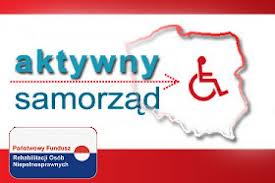 aktywny
samorząd
Państwowy Fundusz
Rehabilitacji Osób
Niepełnosprawnych